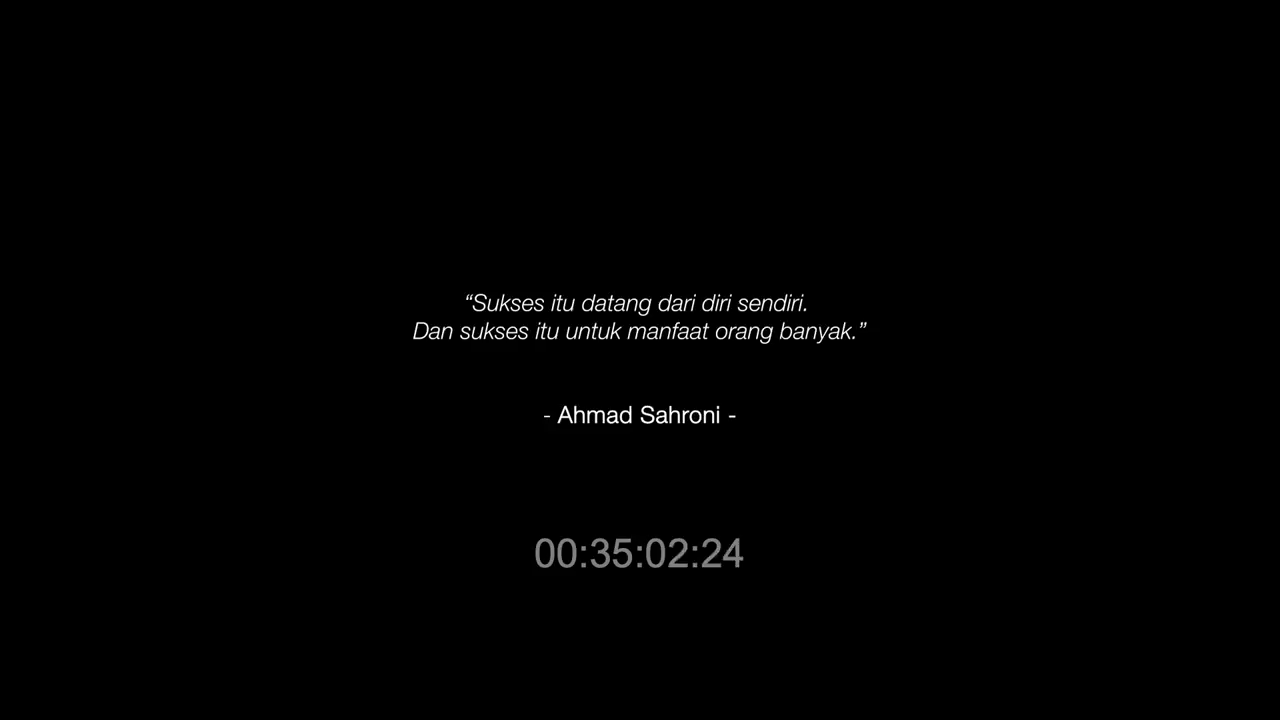 “Sukses itu datang dari diri sendiri.
Dan sukses itu untuk manfaat orang banyak.”
- Ahmad Sahroni -
00:35:02:24